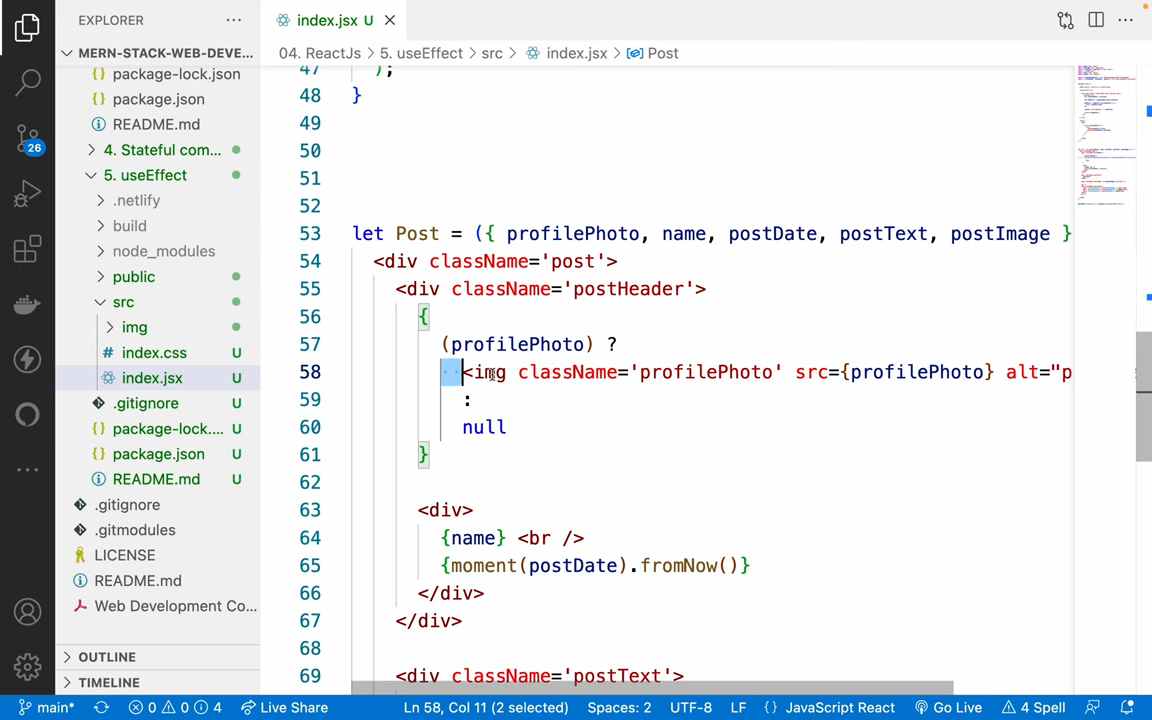 EXPLORER
MERN-STACK-WEB-DEVE...
package-lock.json
package.json
README.md
4. Stateful com...
5. useEffect
.netlify
build
node_modules
public
src
img
index.css U
index.jsx U
.gitignore U
package-lock.... U
package.json U
README.md U
.gitignore
.gitmodules
LICENSE
README.md
Web Development Co...
OUTLINE
TIMELINE
26
index.jsx U
04. ReactJs > 5. useEffect > src > index.jsx > Post
47 );
48 }
49
50
51
52
53 let Post = ({ profilePhoto, name, postDate, postText, postImage }
54 <div className='post'>
55 <div className='postHeader'>
56 {
57 (profilePhoto) ?
58 <img className='profilePhoto' src={profilePhoto} alt="p
59 :
60 null
61 }
62
63 <div>
64 {name} <br />
65 {moment(postDate).fromNow()}
66 </div>
67 </div>
68
69 <div className='postText'>
main* 0 0 4 Live Share Ln 58, Col 11 (2 selected) Spaces: 2 UTF-8 LF {} JavaScript React Go Live 4 Spell